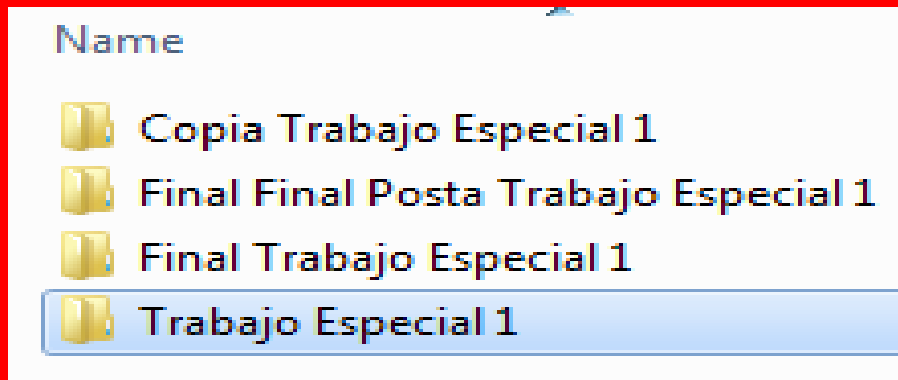 Name
Copia Trabajo Especial 1
Final Final Posta Trabajo Especial 1
Final Trabajo Especial 1
Trabajo Especial 1